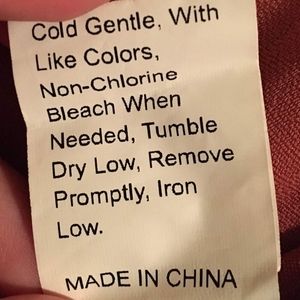 Cold Gentle, With
Like Colors,
Non-Chlorine
Bleach When
Needed, Tumble
Dry Low, Remove
Promptly, Iron
Low.
MADE IN CHINA